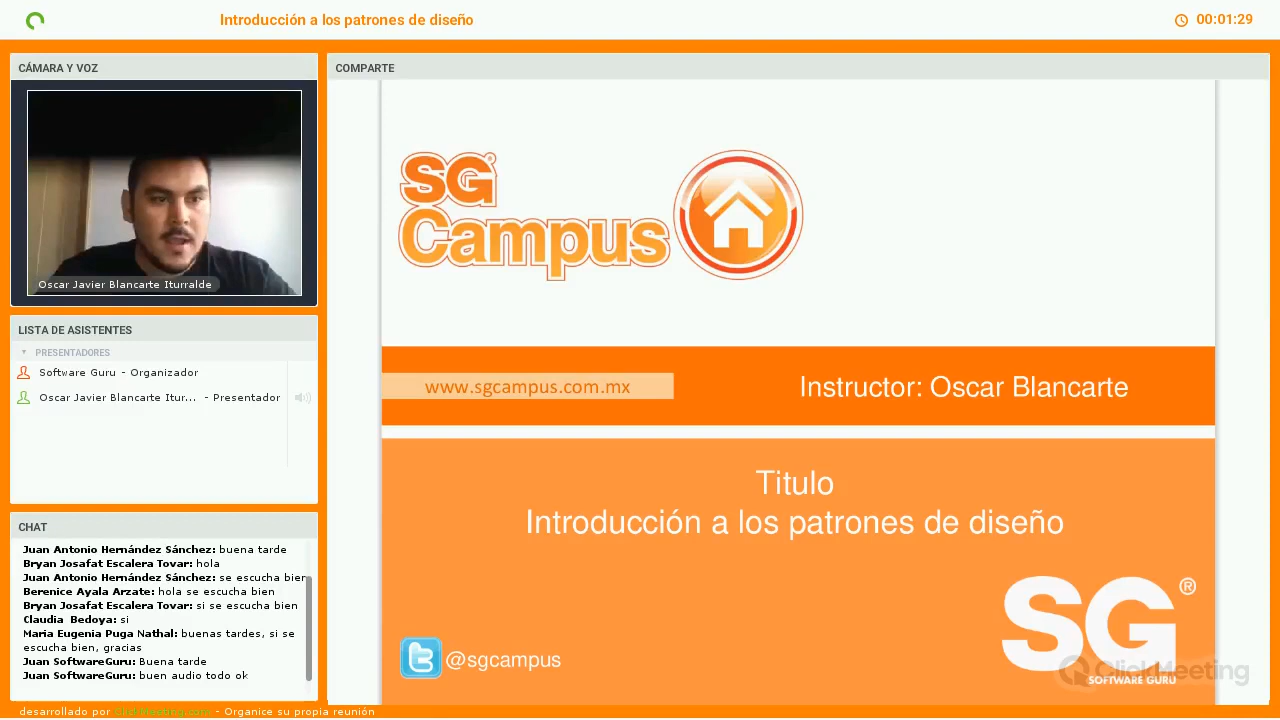 Introducción a los patrones de diseño
00:01:29
CÁMARA Y VOZ
Oscar Javier Blancarte Iturralde
LISTA DE ASISTENTES
PRESENTADORES
Software Guru - Organizador
Oscar Javier Blancarte Itur... - Presentador
CHAT
Juan Antonio Hernández Sánchez: buena tarde
Bryan Josafat Escalera Tovar: hola
Juan Antonio Hernández Sánchez: se escucha bien
Berenice Ayala Arzate: hola se escucha bien
Bryan Josafat Escalera Tovar: si se escucha bien
Claudia Bedoya: si
Maria Eugenia Puga Nathal: buenas tardes, si se
escucha bien, gracias
Juan SoftwareGuru: Buena tarde
Juan SoftwareGuru: buen audio todo ok
desarrollado por ClickMeeting.com - Organice su propia reunión
COMPARTE
SG
Campus
www.sgcampus.com.mx
Instructor: Oscar Blancarte
Titulo
Introducción a los patrones de diseño
@sgcampus
SG®
SOFTWARE GURU
ClickMeeting